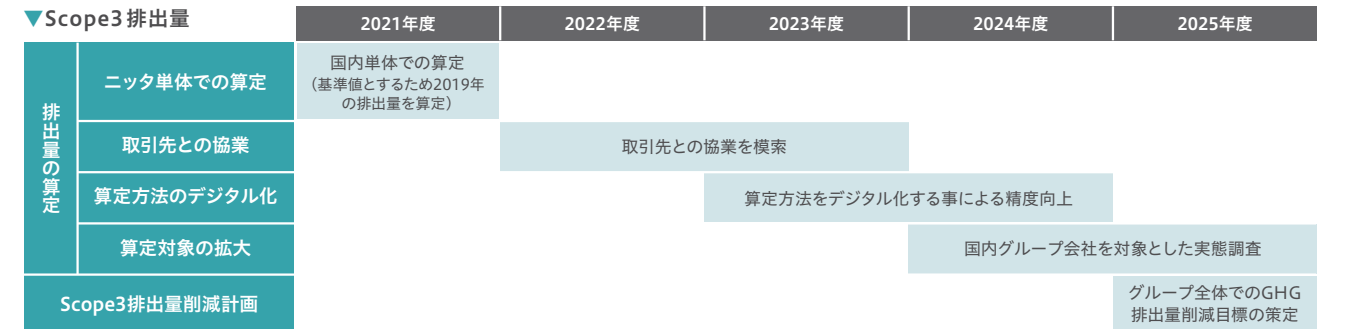 ▼Scope3排出量
2021年度 2022年度 2023年度 2024年度 2025年度
排出量の算定
ニッタ単体での算定
国内単体での算定
（基準値とするため2019年
の排出量を算定）
取引先との協業
取引先との協業を模索
算定方法のデジタル化
算定方法をデジタル化する事による精度向上
算定対象の拡大
国内グループ会社を対象とした実態調査
Scope3排出量削減計画
グループ全体でのGHG
排出量削減目標の策定